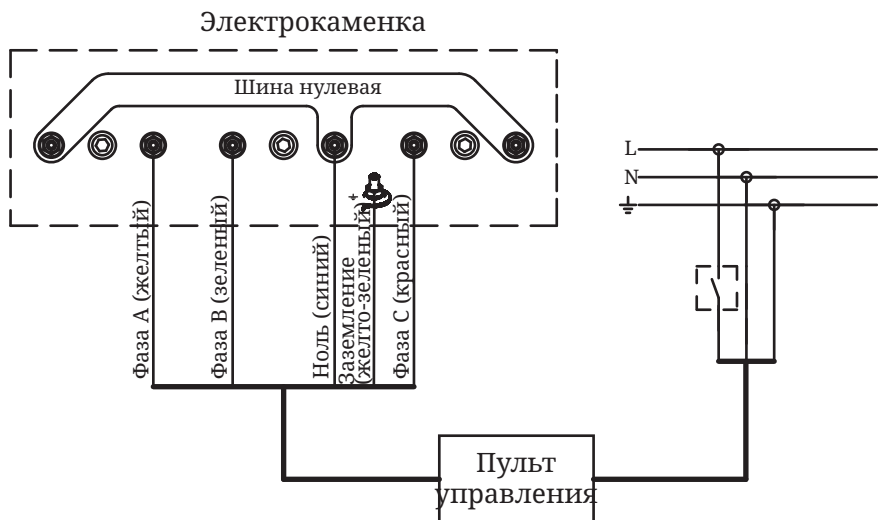 Электрокаменка
Шина нулевая
L
N
Фаза A (желтый)
Фаза B (зеленый)
Ноль (синий)
Заземление
(желто-зеленый)
Фаза C (красный)
Пульт
управления